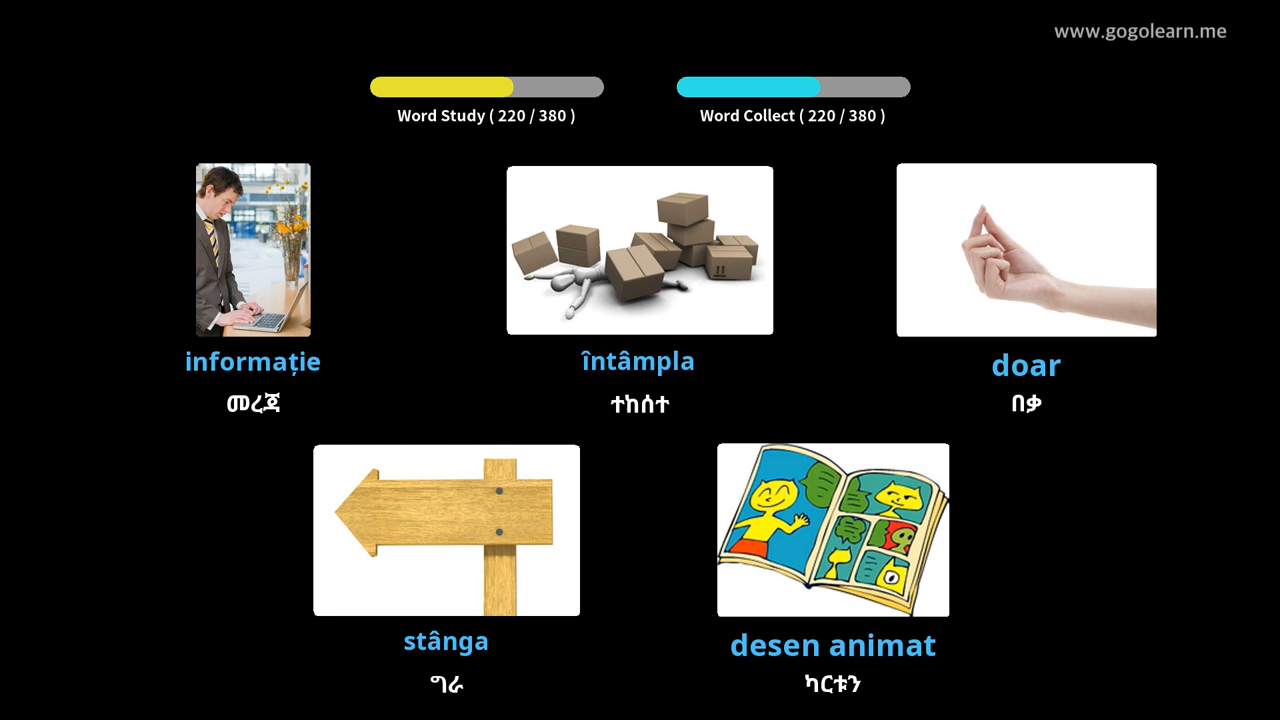 www.gogolearn.me
Word Study ( 220 / 380 )
Word Collect ( 220 / 380 )
informație
întâmpla
doar
መረጃ
ተከሰተ
በቃ
stânga
desen animat
ግራ
ካርቱን